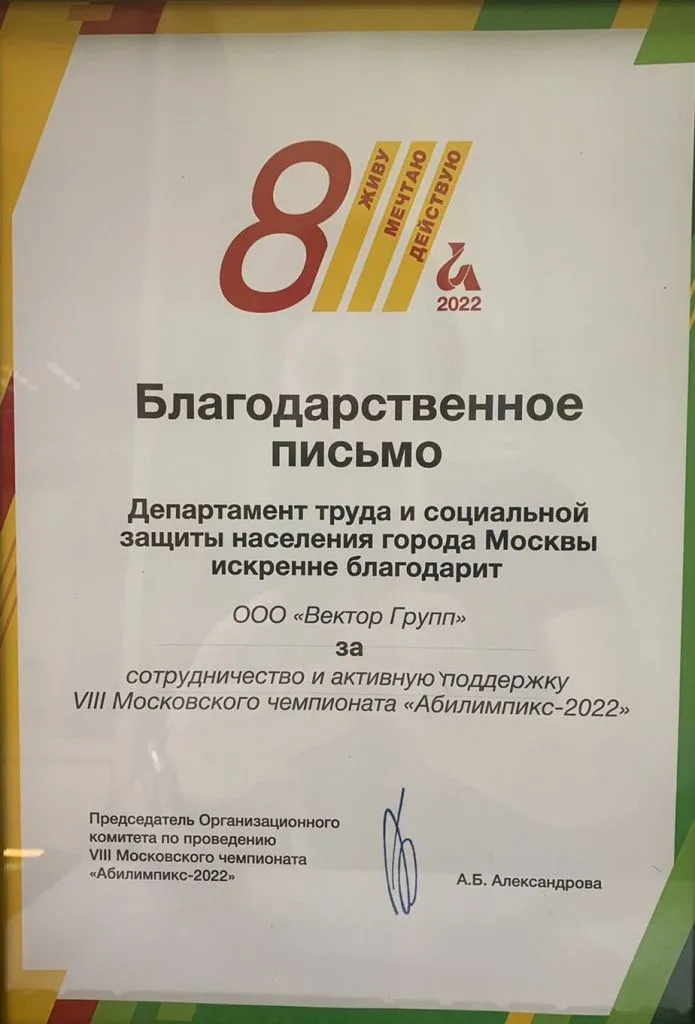 8
ЖИВУ
МЕЧТАЮ
ДЕЙСТВУЮ
2022
Благодарственное
письмо
Департамент труда и социальной
защиты населения города Москвы
искренне благодарит
ООО «Вектор Групп»
за
сотрудничество и активную поддержку
VIII Московского чемпионата «Абилимпикс-2022»
Председатель Организационного
комитета по проведению
VIII Московского чемпионата
«Абилимпикс-2022»
А.Б. Александрова